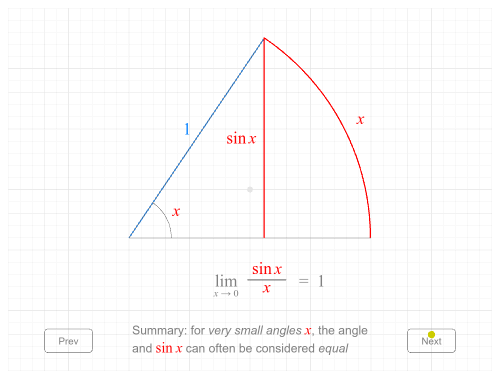 1
sin x
x
x
lim x → 0 sin x / x = 1
Summary: for very small angles x, the angle
and sin x can often be considered equal
Prev
Next